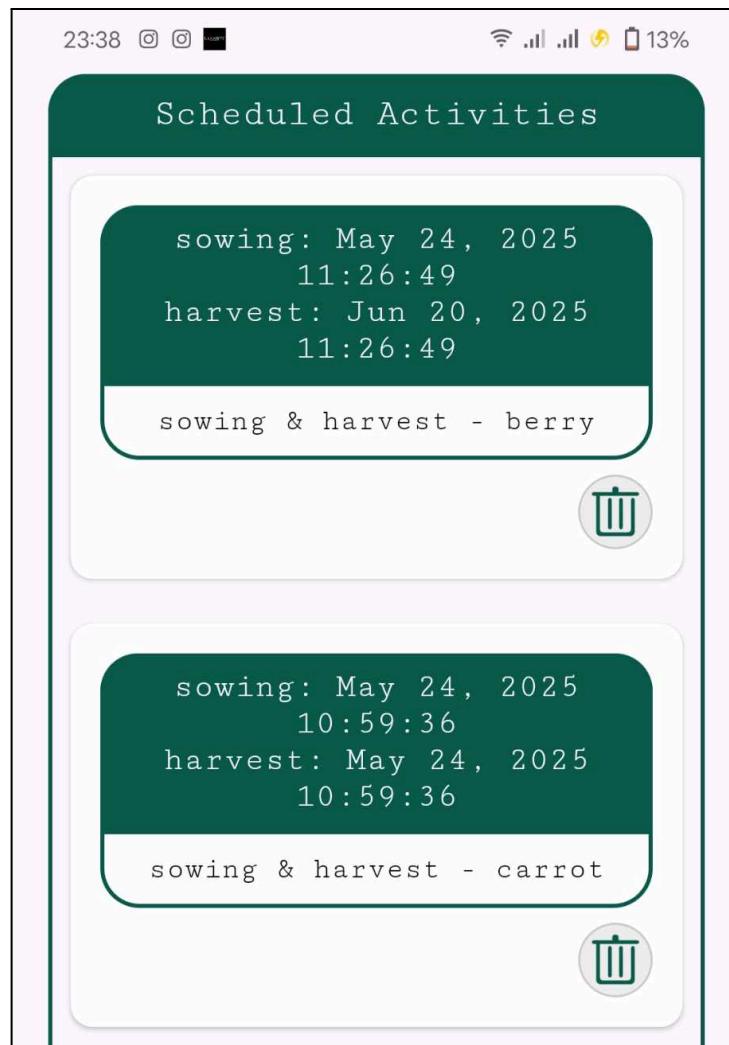 23:38 13%
Scheduled Activities
sowing: May 24, 2025
11:26:49
harvest: Jun 20, 2025
11:26:49
sowing & harvest - berry
sowing: May 24, 2025
10:59:36
harvest: May 24, 2025
10:59:36
sowing & harvest - carrot